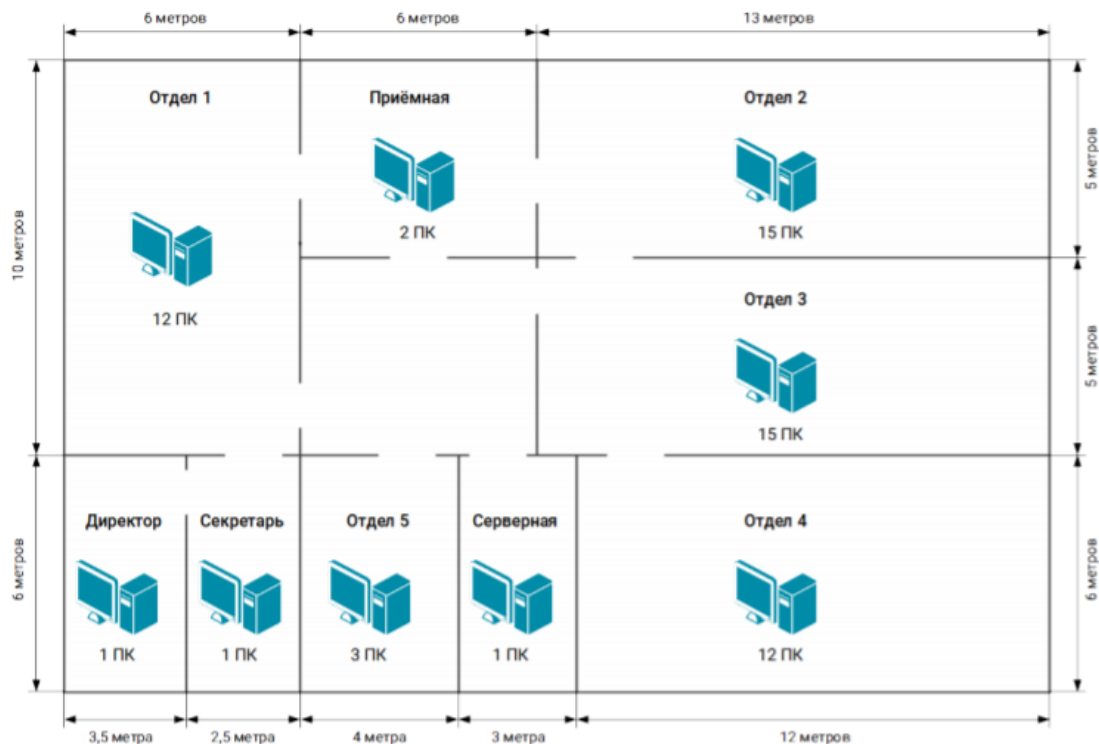 6 метров
6 метров
13 метров
Отдел 1
Приёмная
Отдел 2
2 ПК
15 ПК
5 метров
10 метров
12 ПК
Отдел 3
15 ПК
5 метров
Директор
Секретарь
Отдел 5
Серверная
Отдел 4
1 ПК
1 ПК
3 ПК
1 ПК
12 ПК
6 метров
6 метров
3,5 метра
2,5 метра
4 метра
3 метра
12 метров